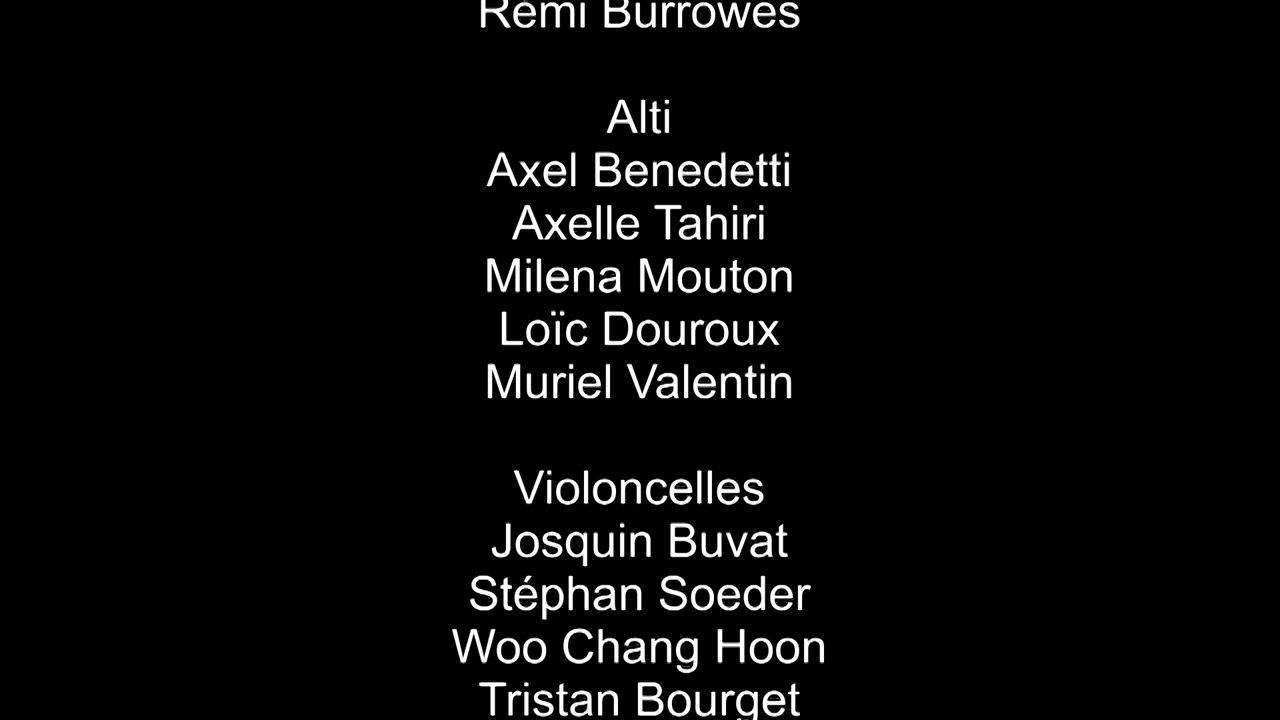 Rémi Burrowes
Alti
Axel Benedetti
Axelle Tahiri
Milena Mouton
Loïc Douroux
Muriel Valentin
Violoncelles
Josquin Buvat
Stéphan Soeder
Woo Chang Hoon
Tristan Bourget